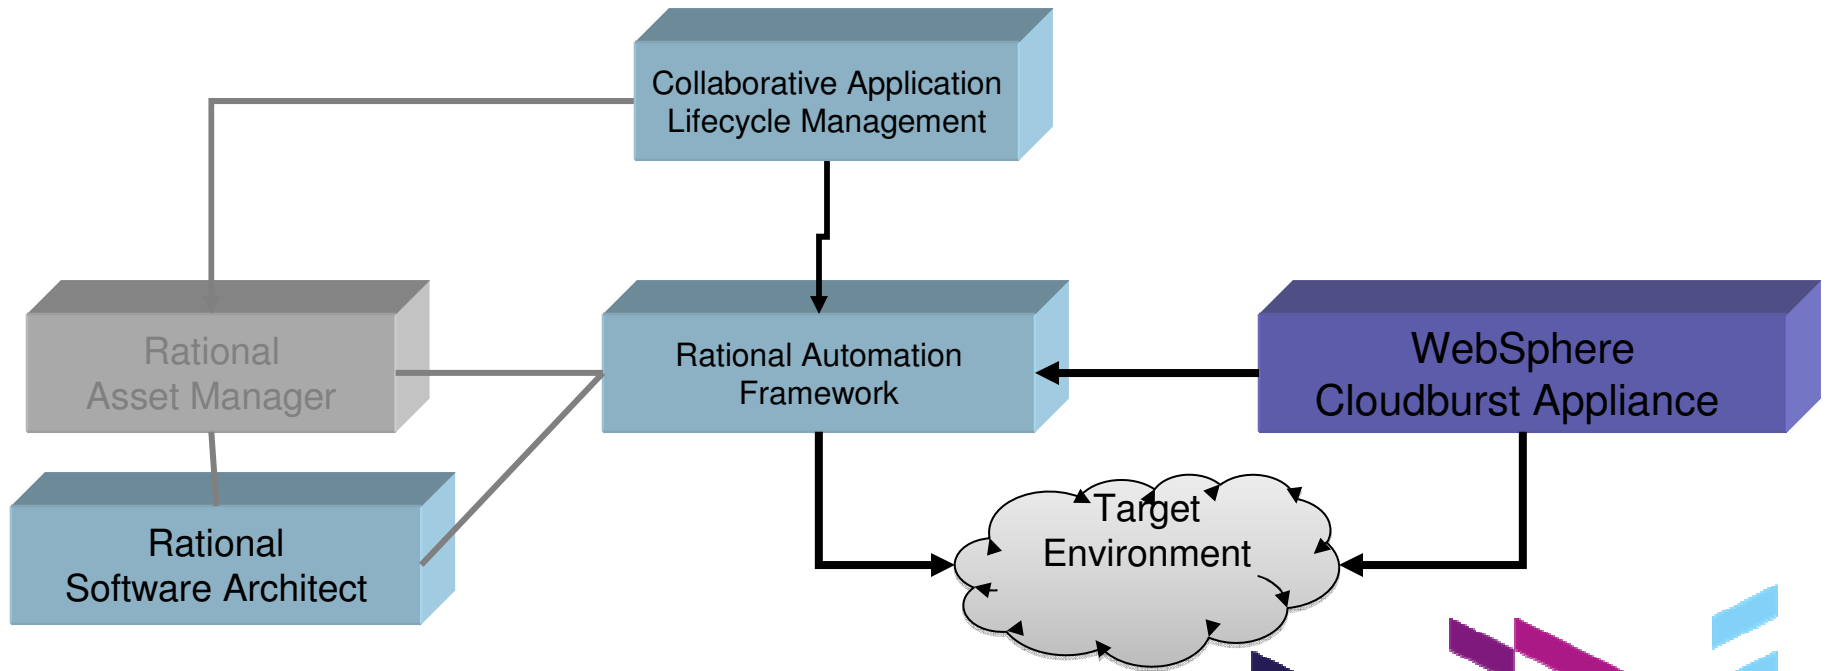 Collaborative Application
Lifecycle Management
Rational
Asset Manager
Rational Automation
Framework
WebSphere
Cloudburst Appliance
Rational
Software Architect
Target
Environment